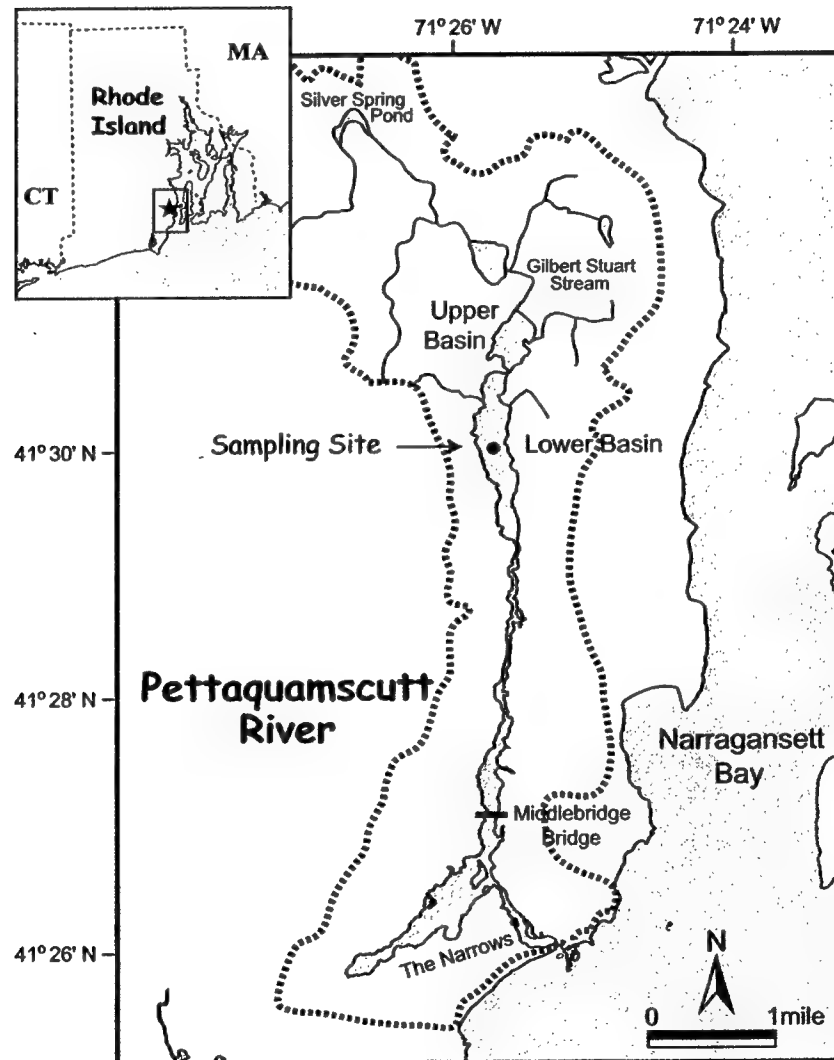 71° 26' W
71° 24' W
MA
Rhode
Island
CT
Silver Spring
Pond
Gilbert Stuart
Stream
Upper
Basin
Sampling Site
Lower Basin
41° 30' N
41° 28' N
41° 26' N
Pettaquamscutt
River
Narragansett
Bay
Middlebridge
Bridge
The Narrows
N
0
1mile